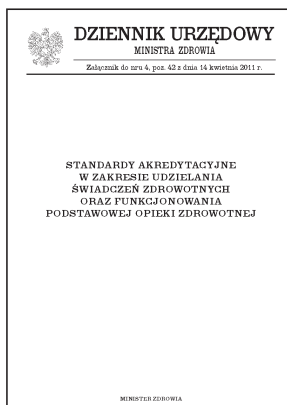 DZIENNIK URZĘDOWY
MINISTRA ZDROWIA
Załącznik do nru 4, poz. 42 z dnia 14 kwietnia 2011 r.
STANDARDY AKREDYTACYJNE
W ZAKRESIE UDZIELANIA
ŚWIADCZEŃ ZDROWOTNYCH
ORAZ FUNKCJONOWANIA
PODSTAWOWEJ OPIEKI ZDROWOTNEJ
MINISTER ZDROWIA